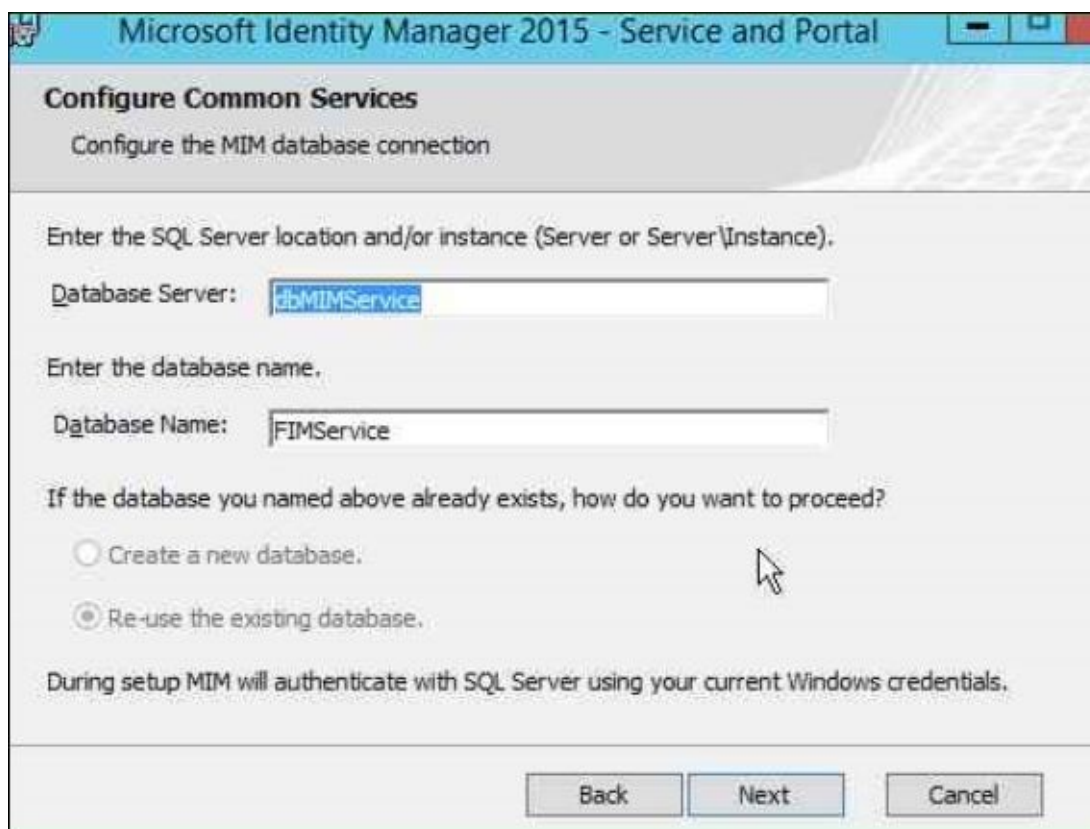 Microsoft Identity Manager 2015 - Service and Portal
Configure Common Services
Configure the MIM database connection
Enter the SQL Server location and/or instance (Server or Server\Instance).
Database Server: dbMIMService
Enter the database name.
Database Name: FIMService
If the database you named above already exists, how do you want to proceed?
Create a new database.
Re-use the existing database.
During setup MIM will authenticate with SQL Server using your current Windows credentials.
Back Next Cancel